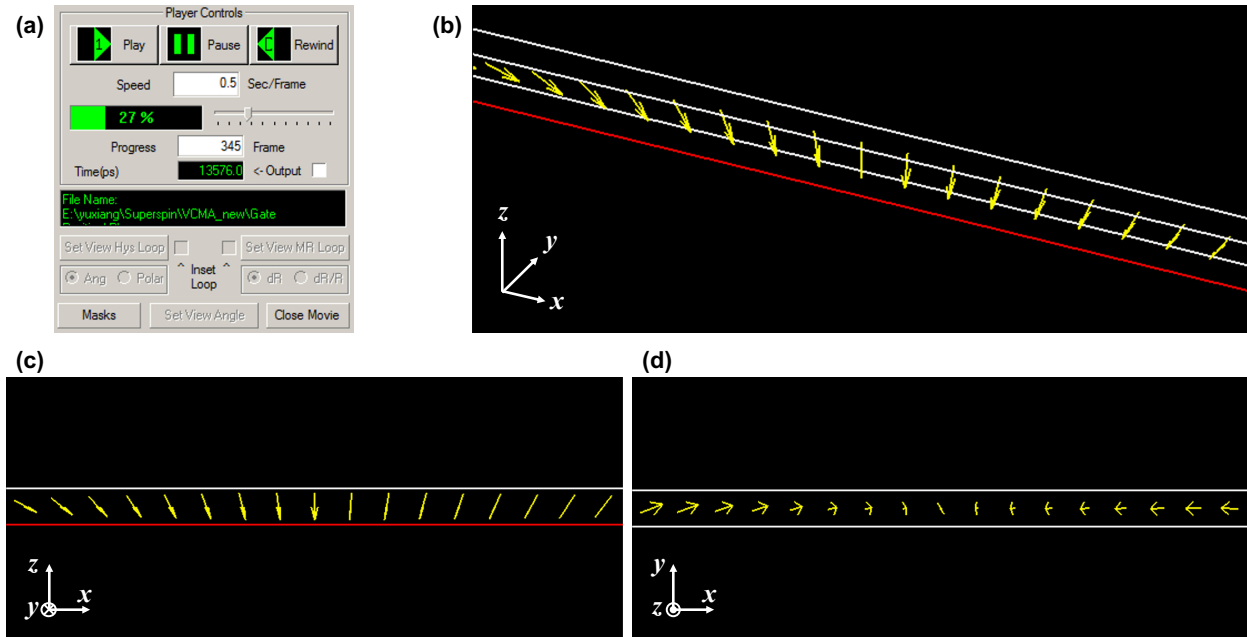 (a)
Player Controls
1 Play Pause Rewind
Speed 0.5 Sec/Frame
27 %
Progress 345 Frame
Time(ps) 13576.0 <- Output
File Name:
E:\yuxiang\Superspin\VCMA_new\Gate
Set View Hys Loop Set View MR Loop
Ang Polar ^ Inset ^ Loop dR dR/R
Masks Set View Angle Close Movie
(b)
z
y
x
(c)
z
y x
(d)
y
z x